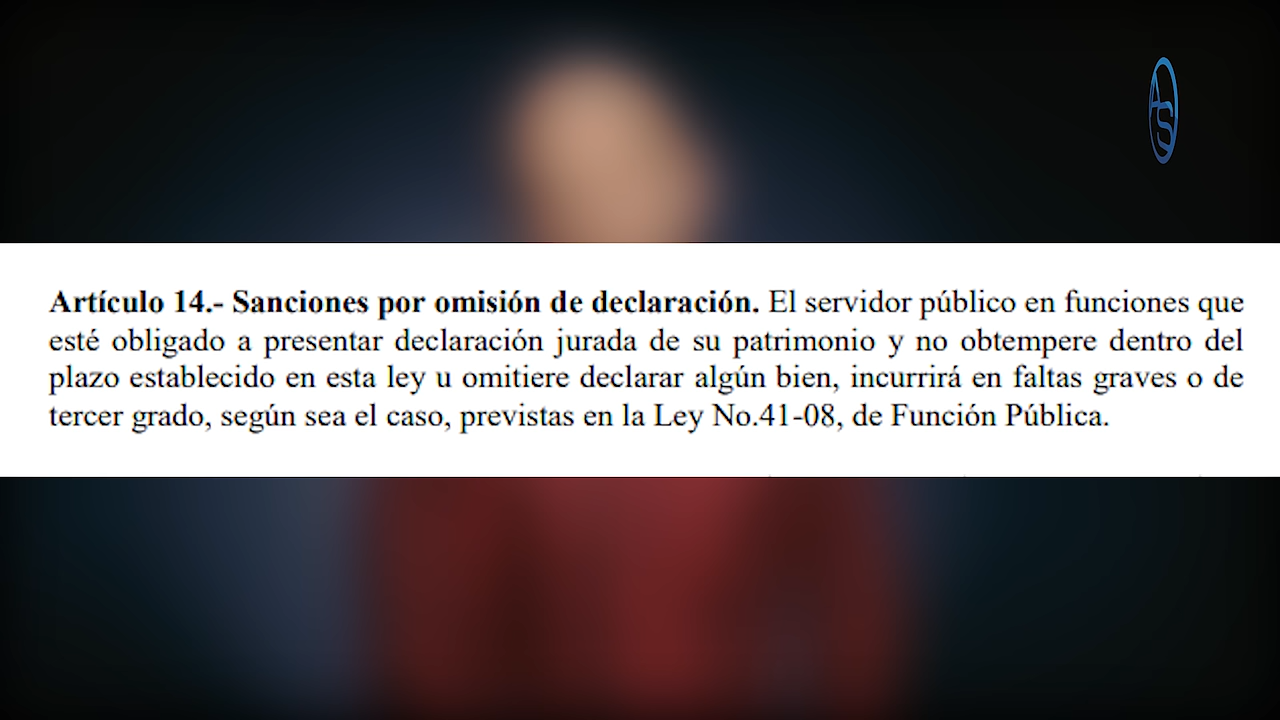 AS
Artículo 14.- Sanciones por omisión de declaración. El servidor público en funciones que
esté obligado a presentar declaración jurada de su patrimonio y no obtempere dentro del
plazo establecido en esta ley u omitiere declarar algún bien, incurrirá en faltas graves o de
tercer grado, según sea el caso, previstas en la Ley No.41-08, de Función Pública.